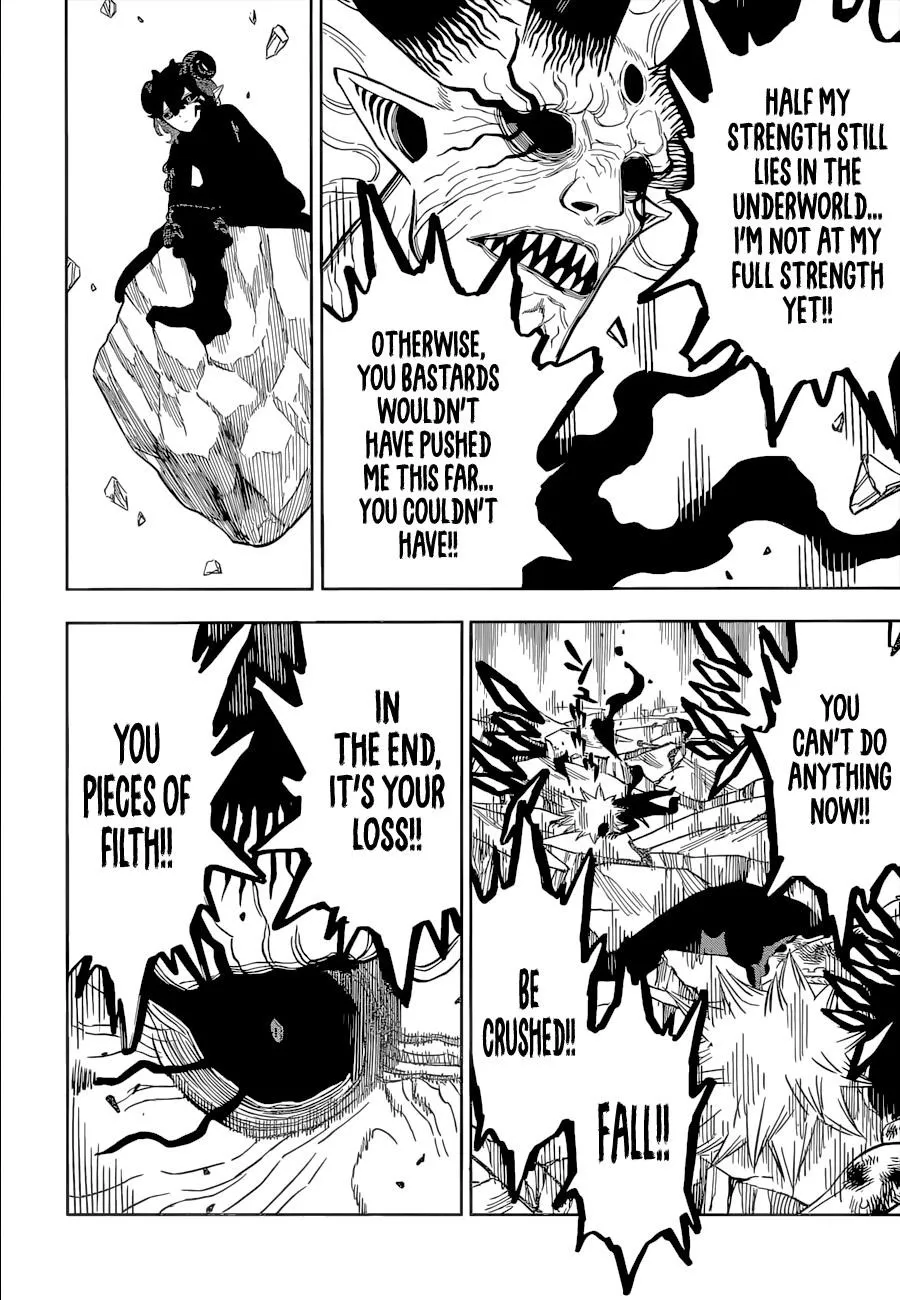 HALF MY
STRENGTH STILL
LIES IN THE
UNDERWORLD...
I'M NOT AT MY
FULL STRENGTH
YET!!
OTHERWISE,
YOU BASTARDS
WOULDN'T
HAVE PUSHED
ME THIS FAR...
YOU COULDN'T
HAVE!!
YOU
CAN'T DO
ANYTHING
NOW!!
BE
CRUSHED!!
FALL!!
IN
THE END,
IT'S YOUR
LOSS!!
YOU
PIECES OF
FILTH!!